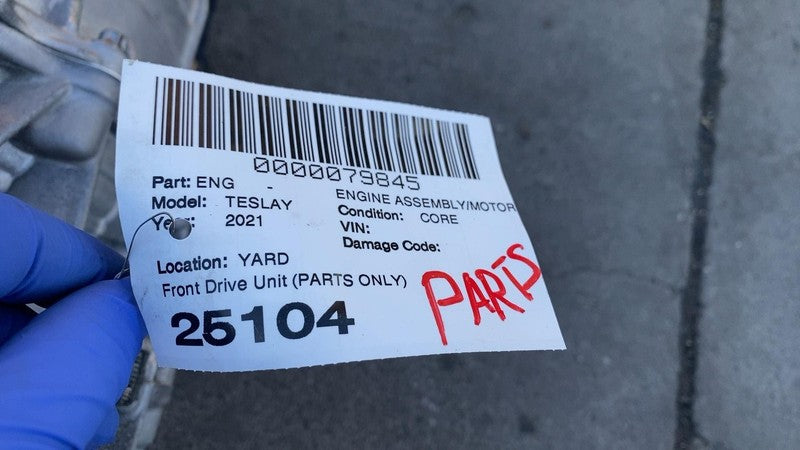 0000079845
Part: ENG - ENGINE ASSEMBLY/MOTOR
Model: TESLAY Condition: CORE
Year: 2021 VIN:
Damage Code:
Location: YARD
Front Drive Unit (PARTS ONLY)
25104
PARTS